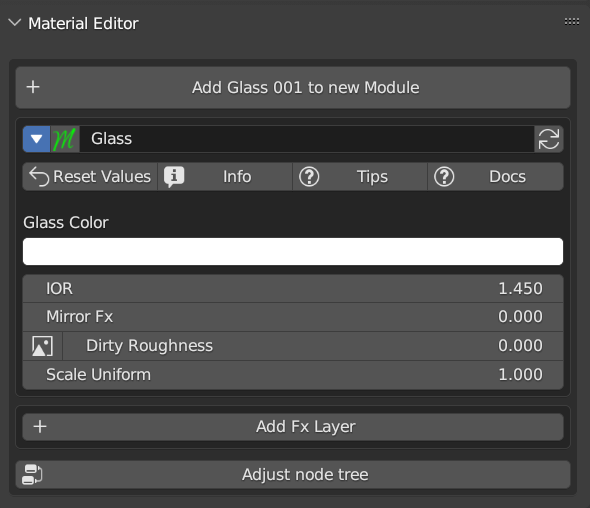 Material Editor
+ Add Glass 001 to new Module
M Glass
Reset Values Info Tips Docs
Glass Color
IOR 1.450
Mirror Fx 0.000
Dirty Roughness 0.000
Scale Uniform 1.000
+ Add Fx Layer
Adjust node tree